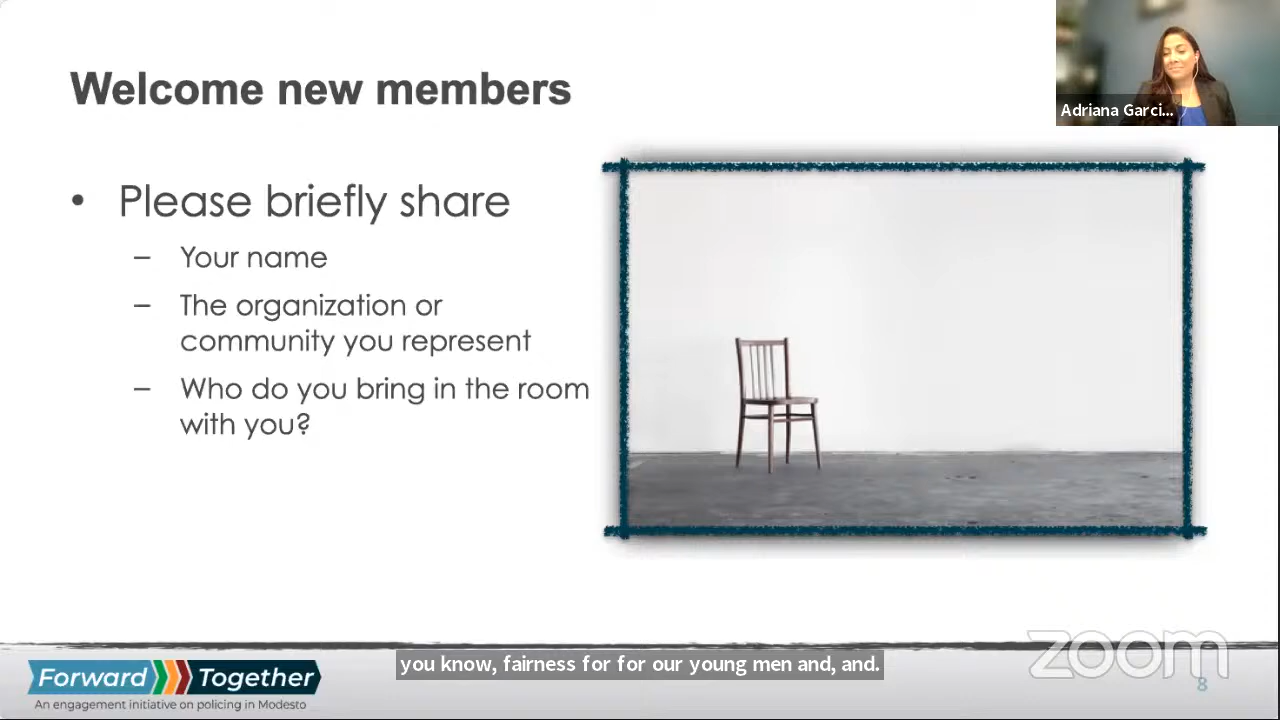 Welcome new members
Adriana Garci...
• Please briefly share
– Your name
– The organization or
community you represent
– Who do you bring in the room
with you?
you know, fairness for for our young men and, and.
zoom
8
Forward Together
An engagement initiative on policing in Modesto